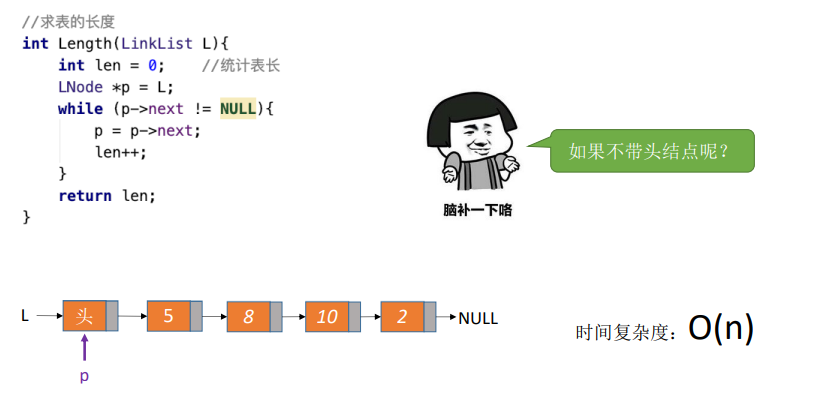 //求表的长度
int Length(LinkList L){
int len = 0; //统计表长
LNode *p = L;
while (p->next != NULL){
p = p->next;
len++;
}
return len;
}
如果不带头结点呢？
脑补一下咯
L 头 5 8 10 2 NULL
p
时间复杂度：O(n)